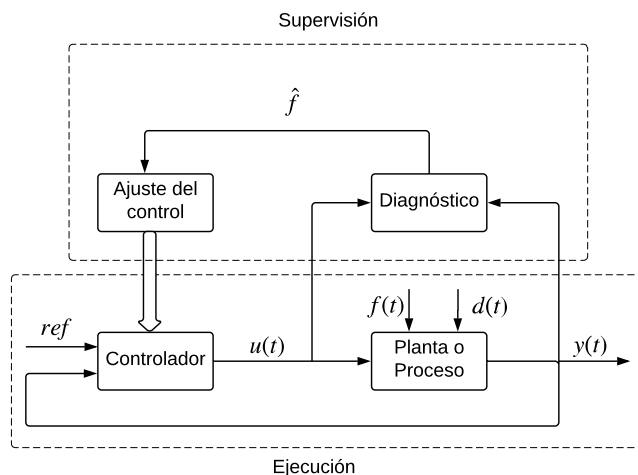 Supervisión
f̂
Ajuste del
control
Diagnóstico
f(t)
d(t)
ref
Controlador
u(t)
Planta o
Proceso
y(t)
Ejecución